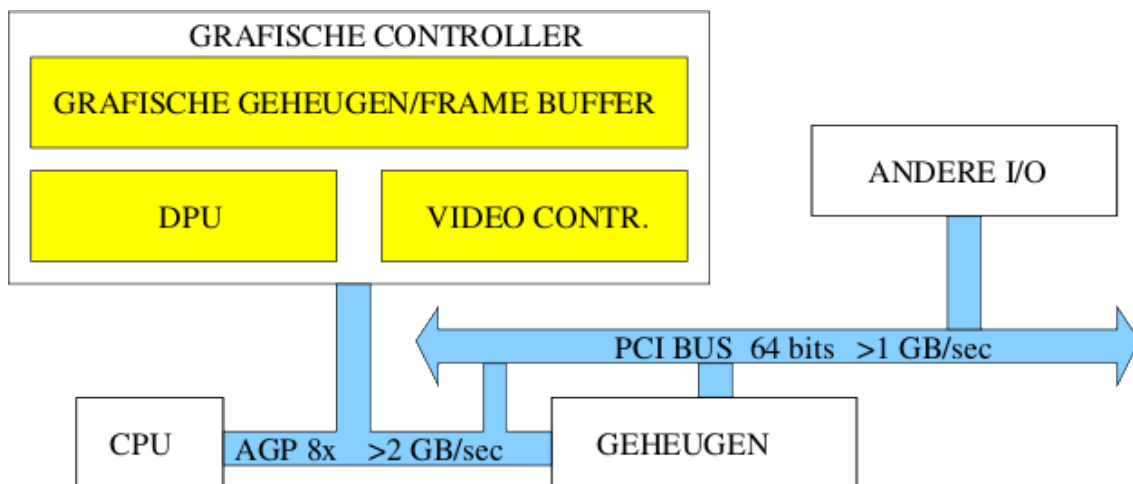 GRAFISCHE CONTROLLER
GRAFISCHE GEHEUGEN/FRAME BUFFER
DPU
VIDEO CONTR.
ANDERE I/O
PCI BUS 64 bits >1 GB/sec
CPU
AGP 8x >2 GB/sec
GEHEUGEN